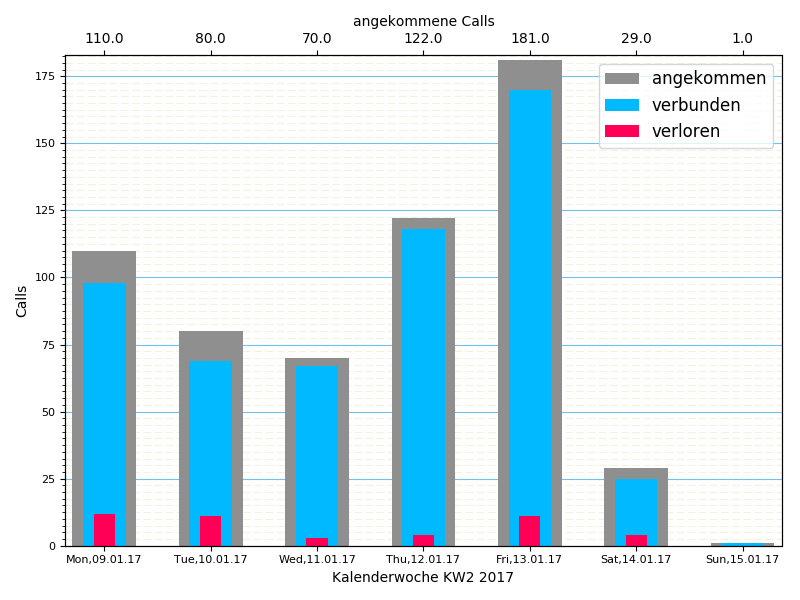 angekommene Calls
110.0 80.0 70.0 122.0 181.0 29.0 1.0
angekommen
verbunden
verloren
175
150
125
100
75
50
25
0
Calls
Mon,09.01.17 Tue,10.01.17 Wed,11.01.17 Thu,12.01.17 Fri,13.01.17 Sat,14.01.17 Sun,15.01.17
Kalenderwoche KW2 2017